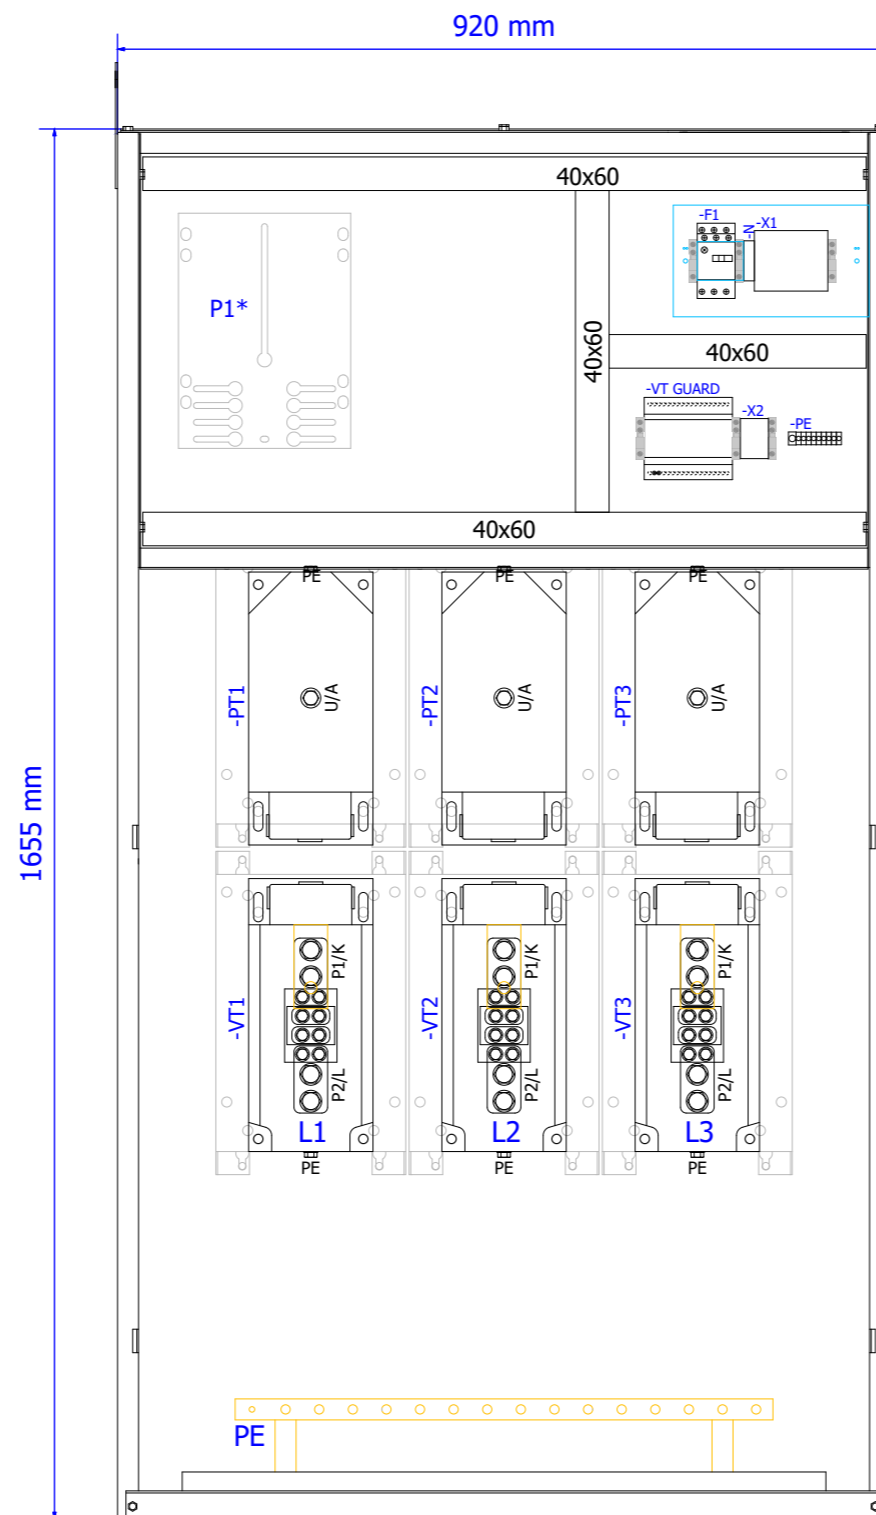 920 mm
1655 mm
40x60
-F1
-N
-X1
P1*
40x60
40x60
-VT GUARD
-X2
-PE
40x60
PE
PE
PE
-PT1
U/A
-PT2
U/A
-PT3
U/A
-VT1
P1/K
P2/L
-VT2
P1/K
P2/L
-VT3
P1/K
P2/L
L1
L2
L3
PE
PE
PE
PE